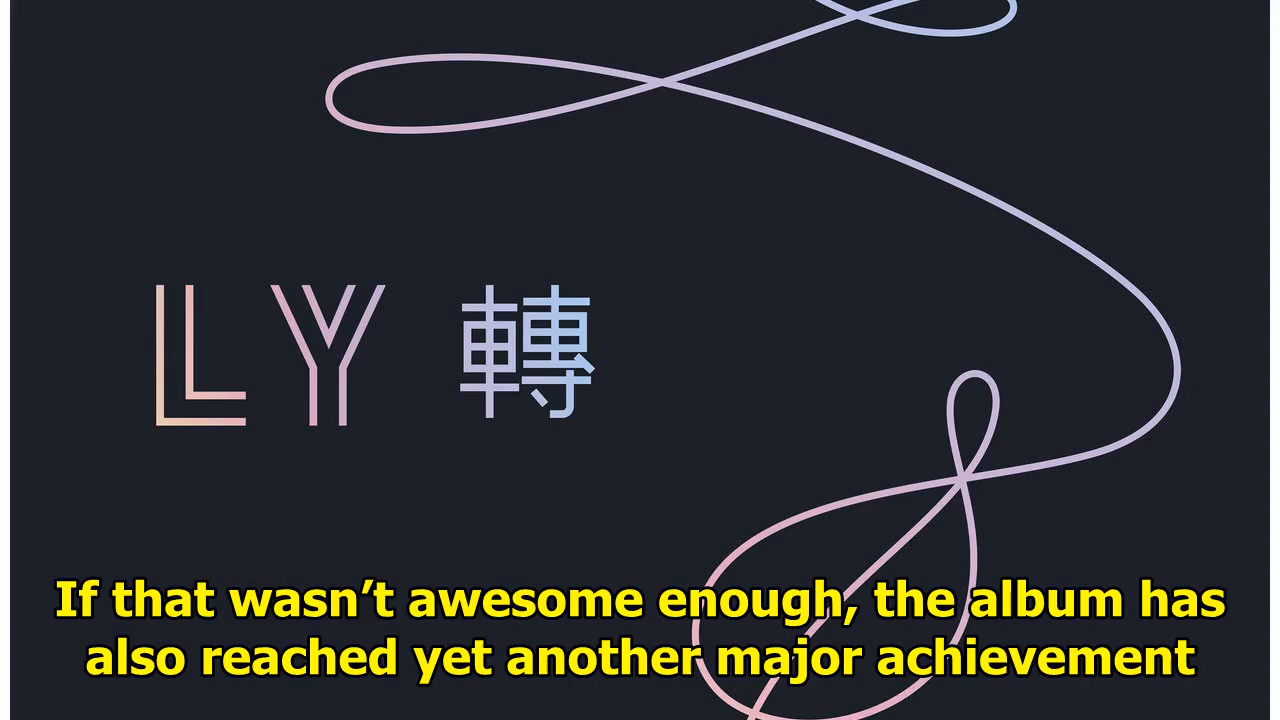 LY 轉
If that wasn’t awesome enough, the album has
also reached yet another major achievement